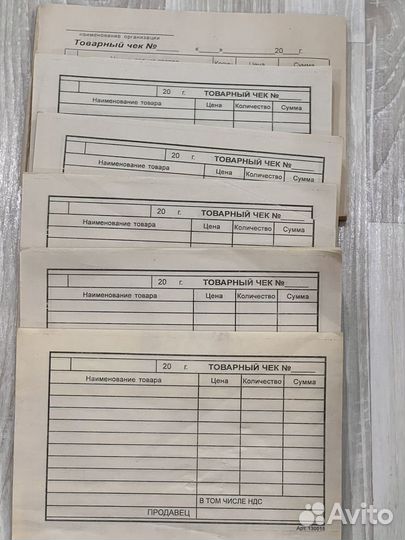 наименование организации
Товарный чек № «  »  20  г.
Цена Сумма
20 г. ТОВАРНЫЙ ЧЕК №
Наименование товара Цена Количество Сумма
20 г. ТОВАРНЫЙ ЧЕК №
Наименование товара Цена Количество Сумма
20 г. ТОВАРНЫЙ ЧЕК №
Наименование товара Цена Количество Сумма
20 г. ТОВАРНЫЙ ЧЕК №
Наименование товара Цена Количество Сумма
20 г. ТОВАРНЫЙ ЧЕК №
Наименование товара Цена Количество Сумма
В ТОМ ЧИСЛЕ НДС
ПРОДАВЕЦ
Арт. 130015
Avito